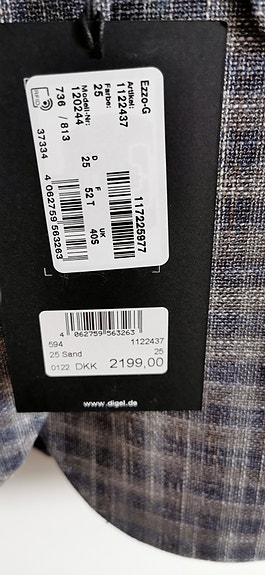 Ezzo-G
Artikel:
1122437
Farbe:
25
Modell-Nr:
120244
736 / 813
D
25
F
52 T
UK
40S
37334
117225977
4 062759 563263
4 062759 563263
594 1122437
25 Sand 25
0122 DKK 2199,00
www.digel.de